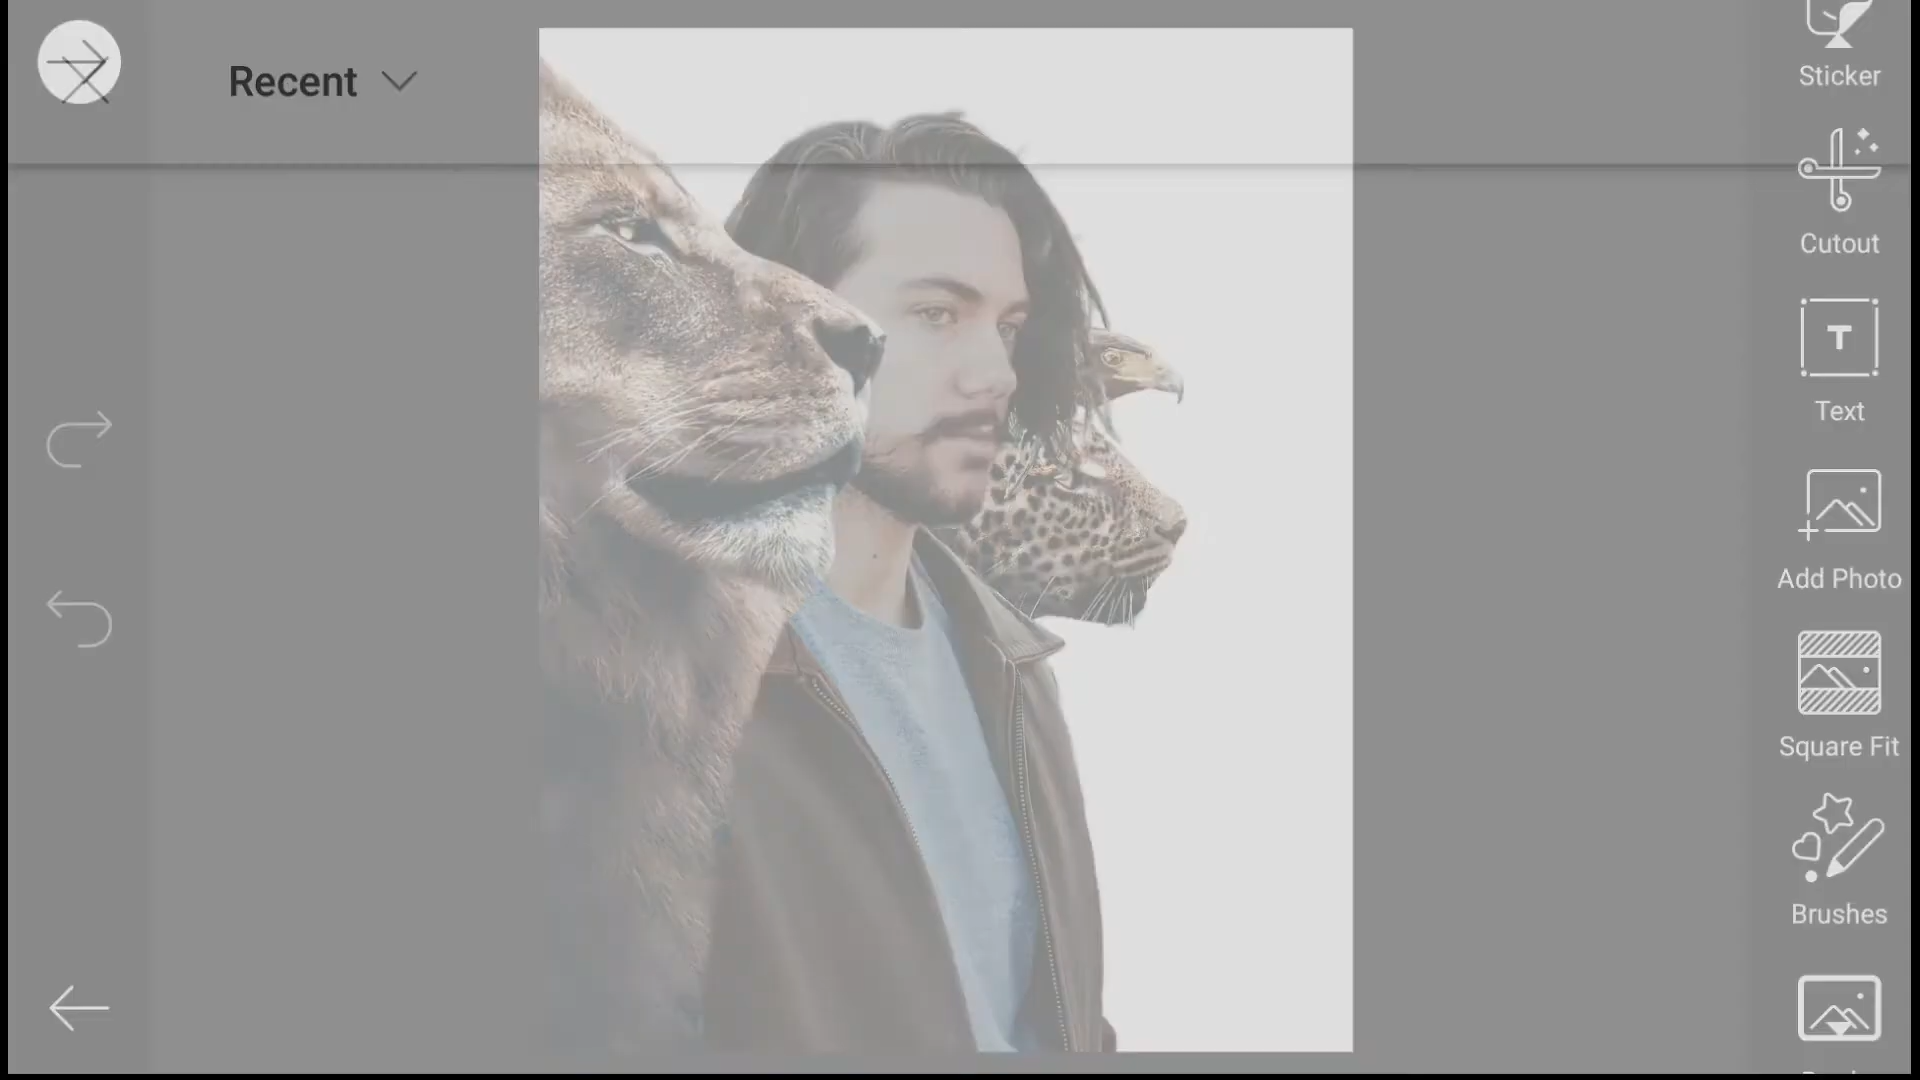 Recent
Sticker
Cutout
T
Text
Add Photo
Square Fit
Brushes